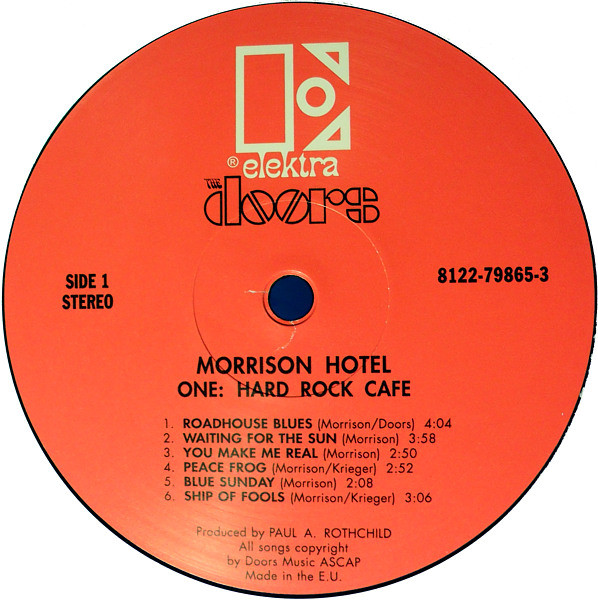 ® elektra
THE
doors
SIDE 1
STEREO
8122-79865-3
MORRISON HOTEL
ONE: HARD ROCK CAFE
1. ROADHOUSE BLUES (Morrison/Doors) 4:04
2. WAITING FOR THE SUN (Morrison) 3:58
3. YOU MAKE ME REAL (Morrison) 2:50
4. PEACE FROG (Morrison/Krieger) 2:52
5. BLUE SUNDAY (Morrison) 2:08
6. SHIP OF FOOLS (Morrison/Krieger) 3:06
Produced by PAUL A. ROTHCHILD
All songs copyright
by Doors Music ASCAP
Made in the E.U.